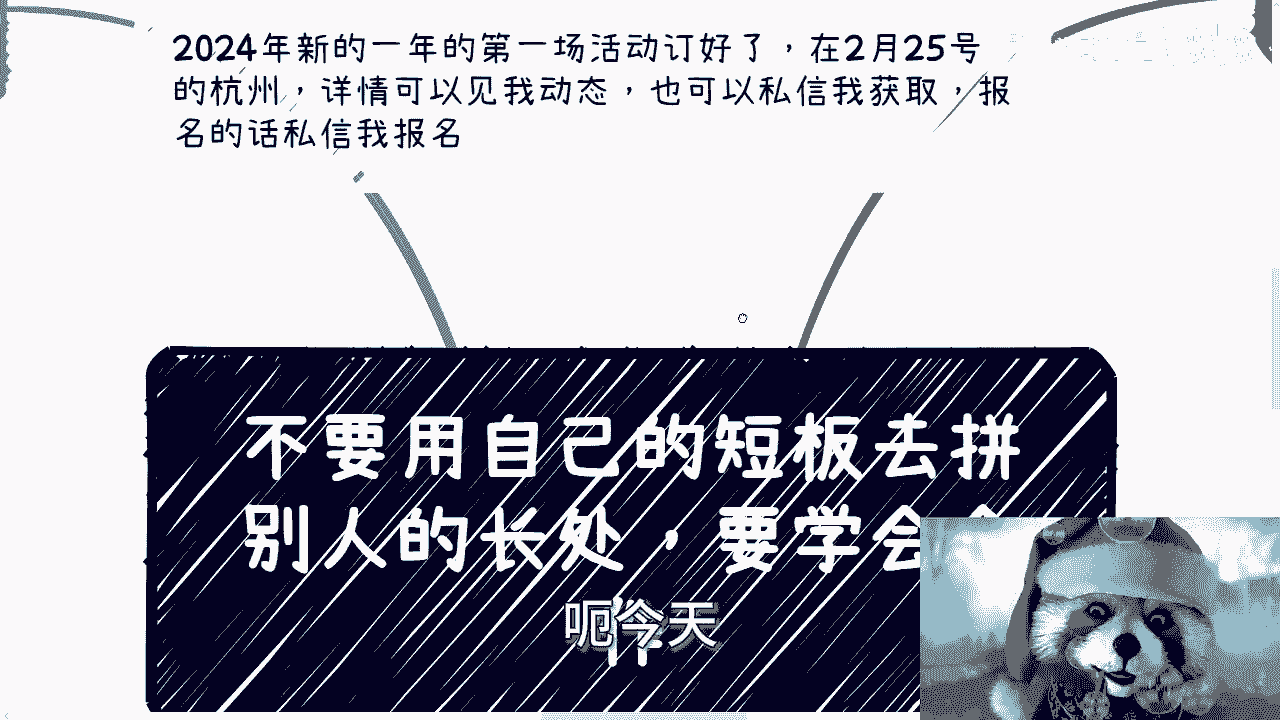 2024年新的一年的第一场活动订好了，在2月25号
的杭州，详情可以见我动态，也可以私信我获取，报
名的话私信我报名
不要用自己的短板去拼
别人的长处，要学会
呃今天